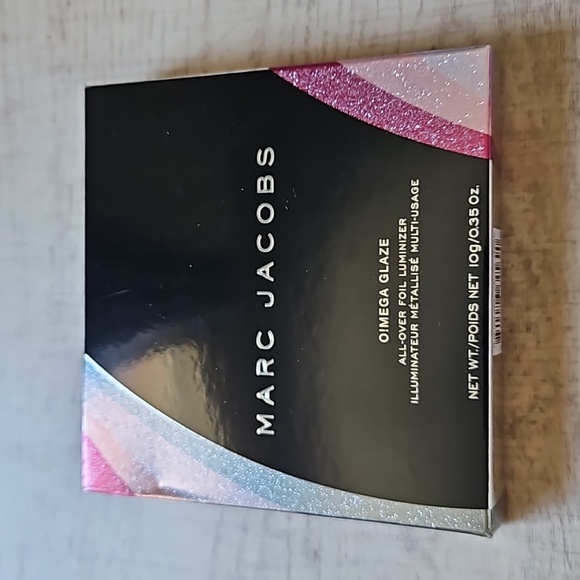 MARC JACOBS
O!MEGA GLAZE
ALL-OVER FOIL LUMINIZER
ILLUMINATEUR MÉTALLISÉ MULTI-USAGE
NET WT./POIDS NET 10g/0.35 Oz.